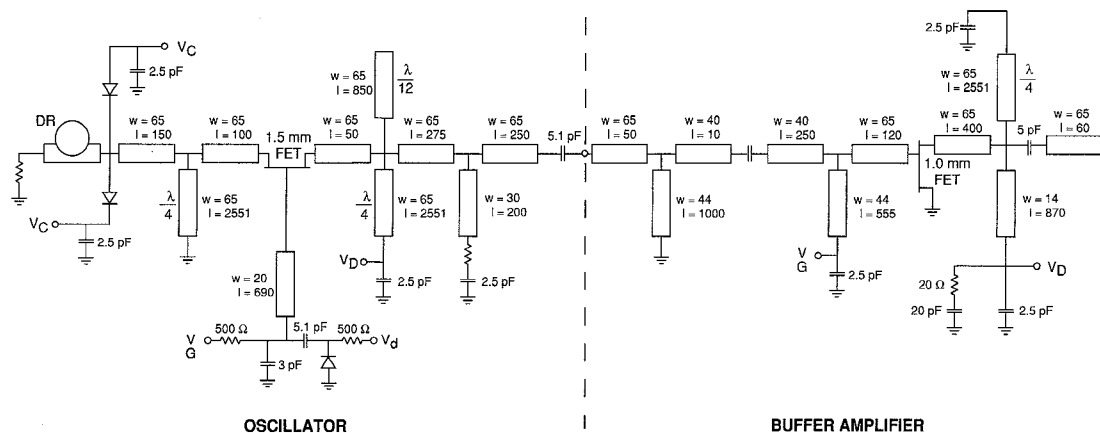 V_C
2.5 pF
DR
w = 65
l = 150
w = 65
l = 100
1.5 mm
FET
w = 65
l = 50
w = 65
l = 850
λ/12
w = 65
l = 275
w = 65
l = 250
5.1 pF
λ/4
w = 65
l = 2551
V_C
2.5 pF
λ/4
w = 65
l = 2551
w = 30
l = 200
V_D
2.5 pF
2.5 pF
w = 20
l = 690
V
G
500 Ω
5.1 pF
500 Ω
V_d
3 pF
OSCILLATOR
w = 65
l = 50
w = 40
l = 10
w = 40
l = 250
w = 65
l = 120
w = 44
l = 1000
w = 44
l = 555
V
G
2.5 pF
2.5 pF
w = 65
l = 2551
λ/4
w = 65
l = 400
1.0 mm
FET
5 pF
w = 65
l = 60
w = 14
l = 870
V_D
20 Ω
20 pF
2.5 pF
BUFFER AMPLIFIER